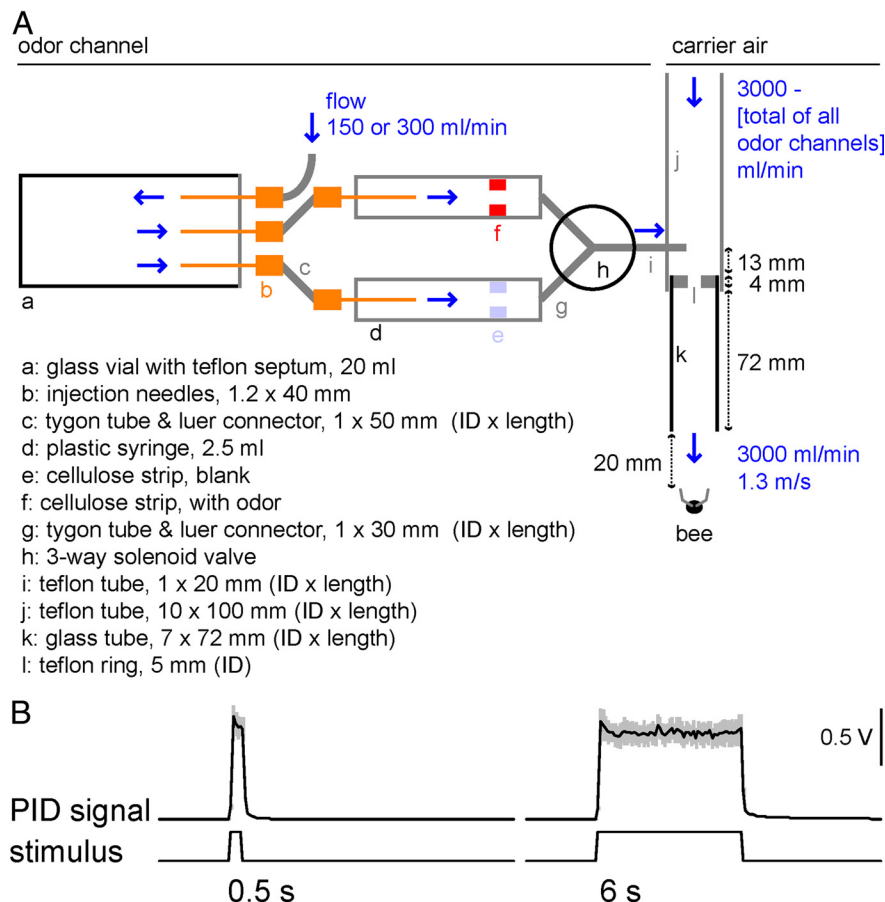 A
odor channel
carrier air
flow
150 or 300 ml/min
3000 -
[total of all
odor channels]
ml/min
j
f
h
i
13 mm
4 mm
l
a
b
c
d
e
g
k
72 mm
a: glass vial with teflon septum, 20 ml
b: injection needles, 1.2 x 40 mm
c: tygon tube & luer connector, 1 x 50 mm (ID x length)
d: plastic syringe, 2.5 ml
e: cellulose strip, blank
f: cellulose strip, with odor
g: tygon tube & luer connector, 1 x 30 mm (ID x length)
h: 3-way solenoid valve
i: teflon tube, 1 x 20 mm (ID x length)
j: teflon tube, 10 x 100 mm (ID x length)
k: glass tube, 7 x 72 mm (ID x length)
l: teflon ring, 5 mm (ID)
20 mm
3000 ml/min
1.3 m/s
bee
B
0.5 V
PID signal
stimulus
0.5 s
6 s